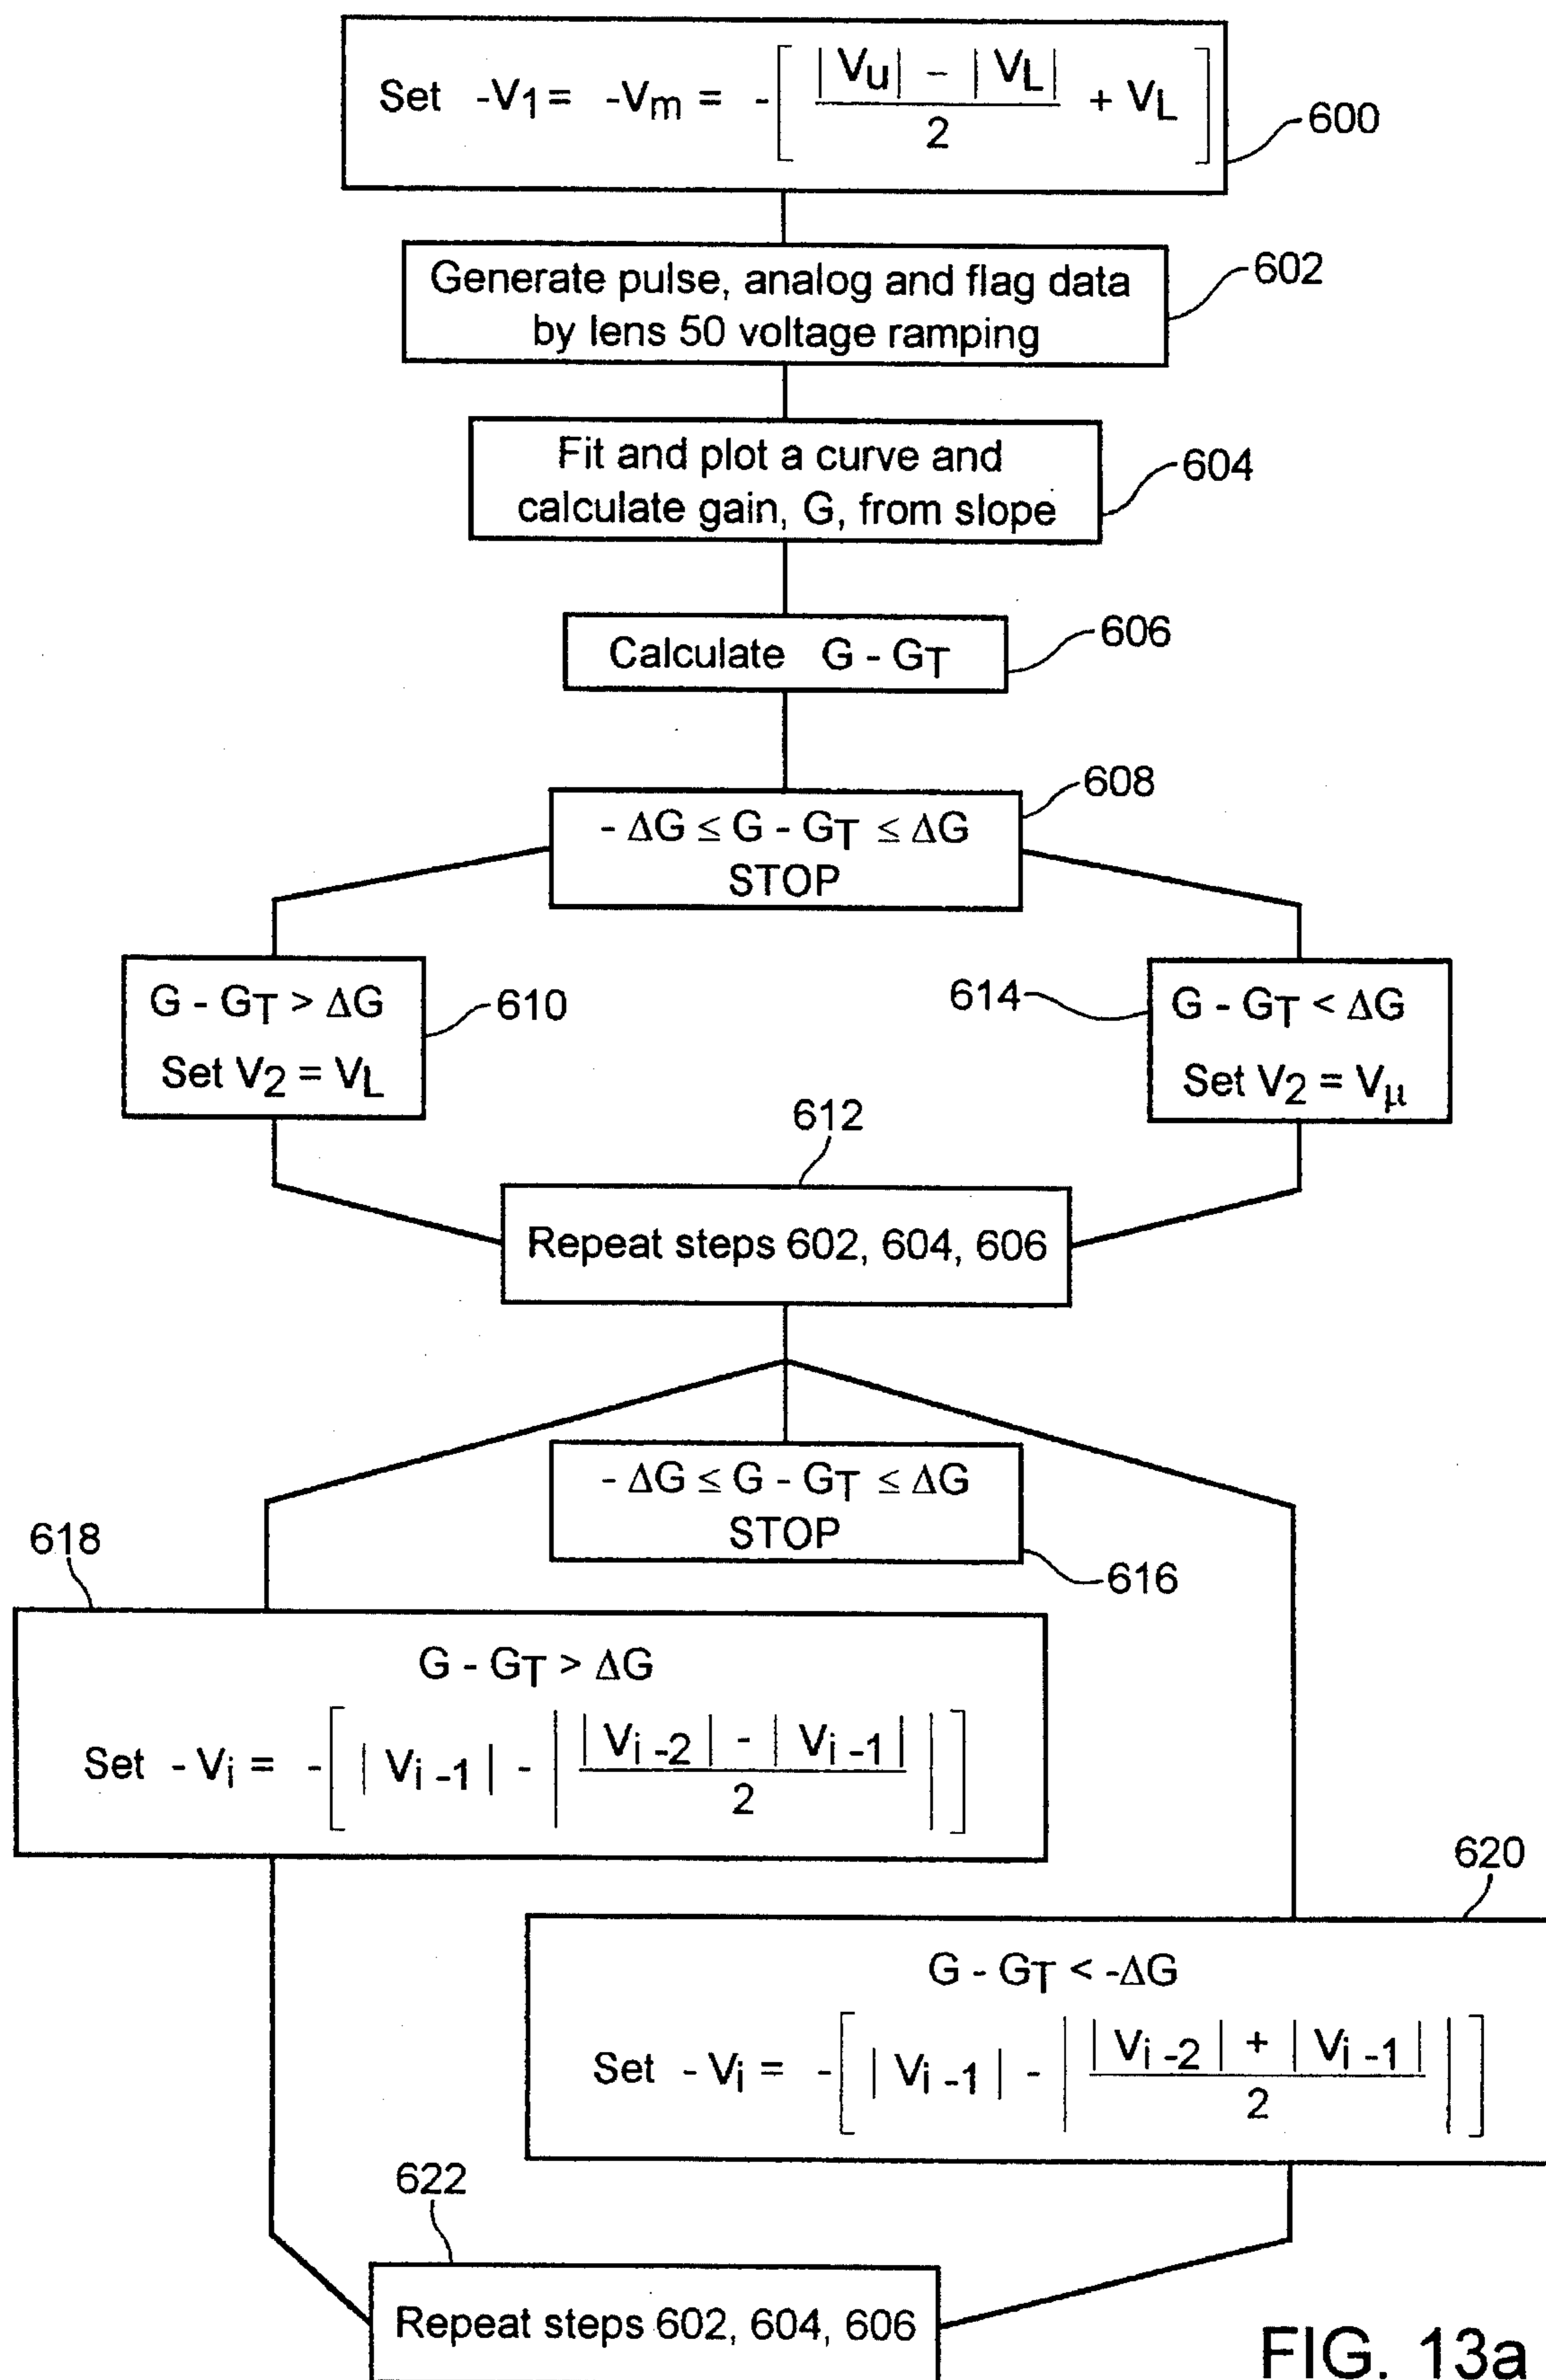 Set -V1 = -Vm = -[ |Vu| - |VL| / 2 + VL ]
600
Generate pulse, analog and flag data
by lens 50 voltage ramping
602
Fit and plot a curve and
calculate gain, G, from slope
604
Calculate G - GT
606
608
- ΔG ≤ G - GT ≤ ΔG
STOP
G - GT > ΔG
Set V2 = VL
610
614
G - GT < ΔG
Set V2 = Vμ
612
Repeat steps 602, 604, 606
- ΔG ≤ G - GT ≤ ΔG
STOP
616
618
G - GT > ΔG
Set - Vi = -[ | Vi -1 | - | | Vi -2 | - | Vi -1 | / 2 | ]
620
G - GT < -ΔG
Set - Vi = -[ | Vi -1 | - | | Vi -2 | + | Vi -1 | / 2 | ]
622
Repeat steps 602, 604, 606
FIG. 13a